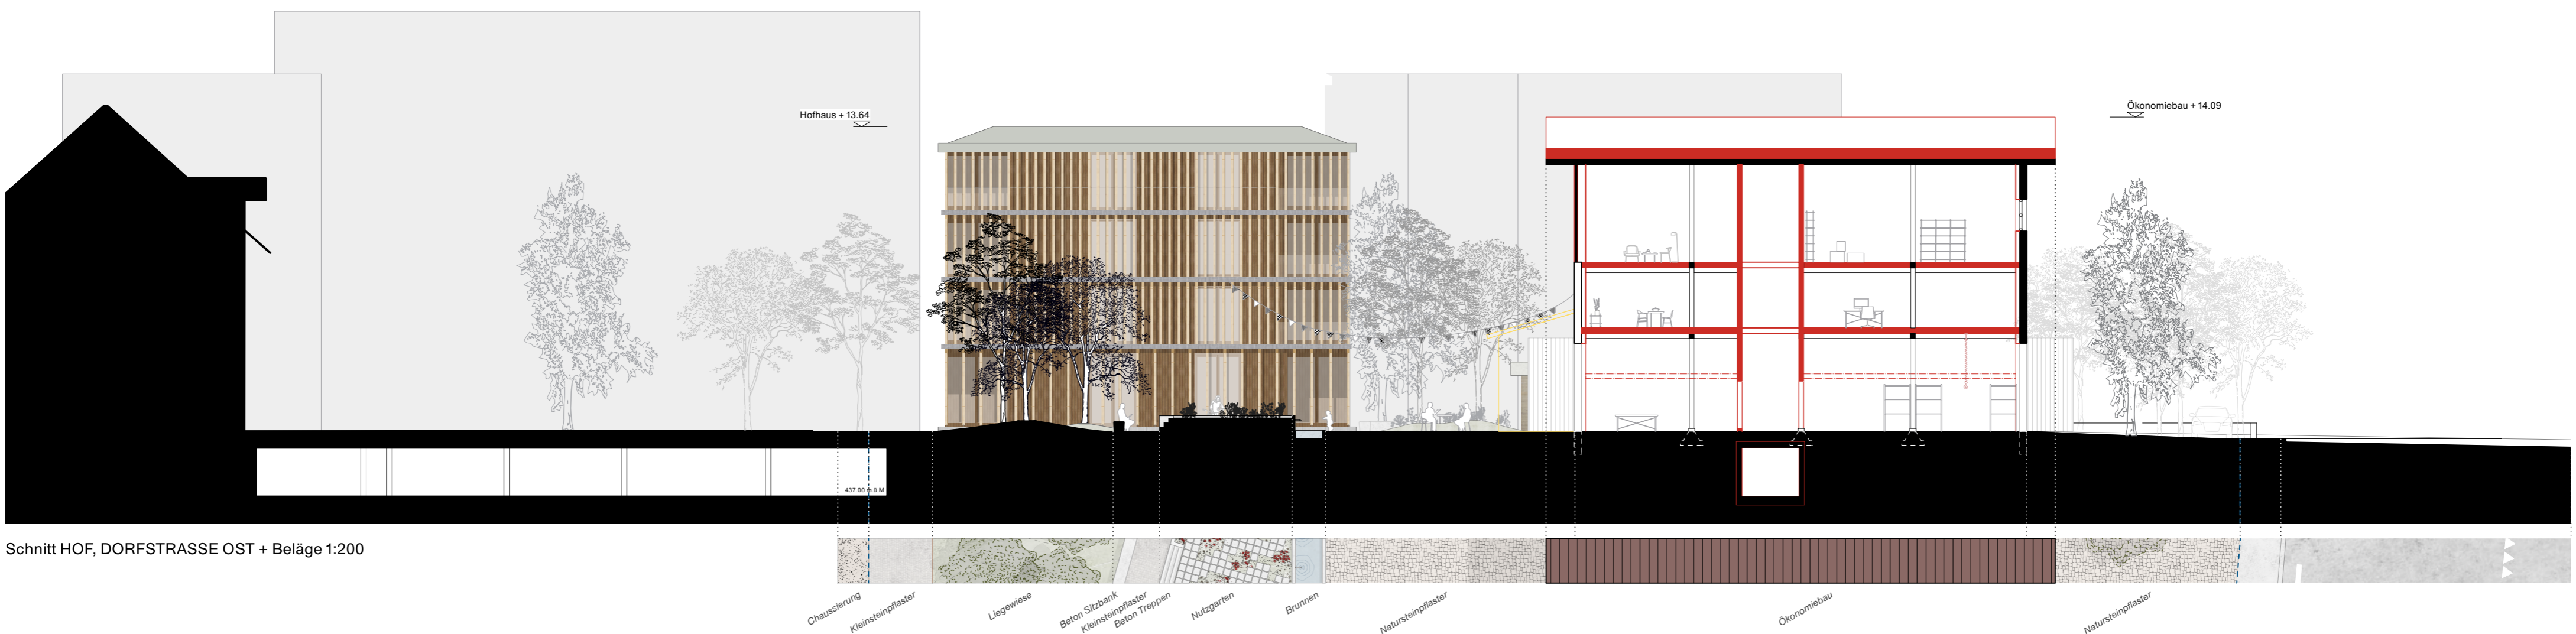 Hofhaus + 13.64
Ökonomiebau + 14.09
437.00 m.ü.M
Schnitt HOF, DORFSTRASSE OST + Beläge 1:200
Chaussierung
Kleinsteinpflaster
Liegewiese
Beton Sitzbank
Kleinsteinpflaster
Beton Treppen
Nutzgarten
Brunnen
Natursteinpflaster
Ökonomiebau
Natursteinpflaster